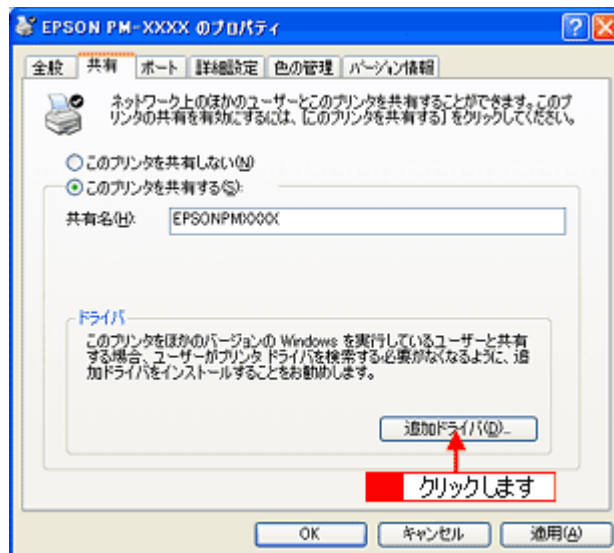 EPSON PM-XXXX のプロパティ
全般 共有 ポート 詳細設定 色の管理 バージョン情報
ネットワーク上のほかのユーザーとこのプリンタを共有することができます。このプ
リンタの共有を有効にするには、[このプリンタを共有する] をクリックしてください。
このプリンタを共有しない(N)
このプリンタを共有する(S):
共有名(H): EPSONPMXXXX
ドライバ
このプリンタをほかのバージョンの Windows を実行しているユーザーと共有
する場合、ユーザーがプリンタ ドライバを検索する必要がなくなるように、追
加ドライバをインストールすることをお勧めします。
追加ドライバ(D)...
クリックします
OK キャンセル 適用(A)